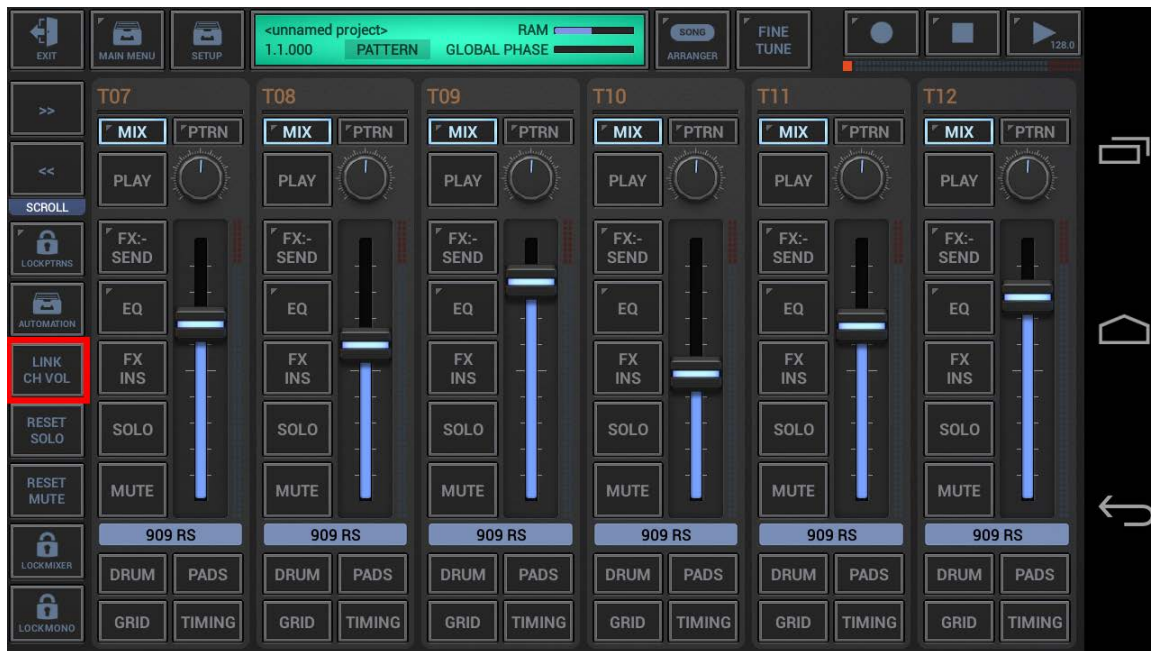 EXIT
MAIN MENU
SETUP
<unnamed project> RAM
1.1.000 PATTERN GLOBAL PHASE
SONG
ARRANGER
FINE
TUNE
128.0
>>
<<
SCROLL
LOCKPTRNS
AUTOMATION
LINK
CH VOL
RESET
SOLO
RESET
MUTE
LOCKMIXER
LOCKMONO
T07
MIX PTRN
PLAY
FX:-
SEND
EQ
FX
INS
SOLO
MUTE
909 RS
DRUM PADS
GRID TIMING
T08
MIX PTRN
PLAY
FX:-
SEND
EQ
FX
INS
SOLO
MUTE
909 RS
DRUM PADS
GRID TIMING
T09
MIX PTRN
PLAY
FX:-
SEND
EQ
FX
INS
SOLO
MUTE
909 RS
DRUM PADS
GRID TIMING
T10
MIX PTRN
PLAY
FX:-
SEND
EQ
FX
INS
SOLO
MUTE
909 RS
DRUM PADS
GRID TIMING
T11
MIX PTRN
PLAY
FX:-
SEND
EQ
FX
INS
SOLO
MUTE
909 RS
DRUM PADS
GRID TIMING
T12
MIX PTRN
PLAY
FX:-
SEND
EQ
FX
INS
SOLO
MUTE
909 RS
DRUM PADS
GRID TIMING